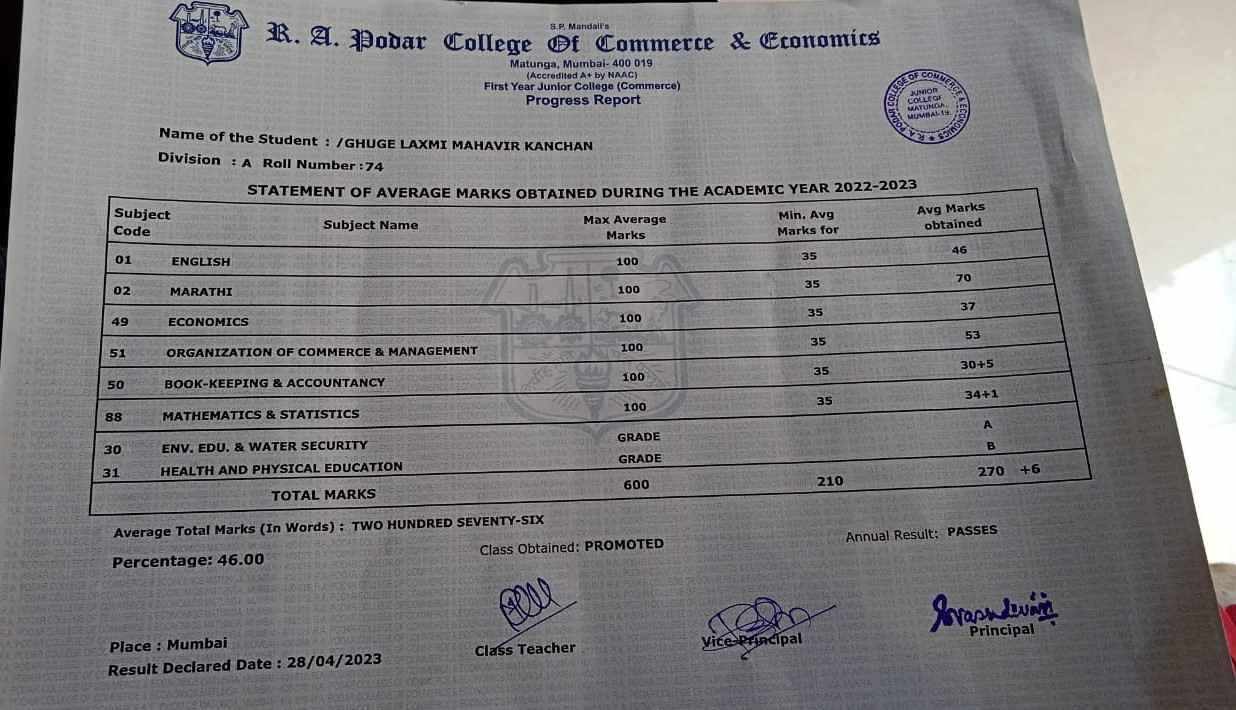 S.P. Mandali's
R. A. Podar College Of Commerce & Economics
Matunga, Mumbai- 400 019
(Accredited A+ by NAAC)
First Year Junior College (Commerce)
Progress Report
R. A. PODAR COLLEGE OF COMMERCE & ECONOMICS
JUNIOR
COLLEGE
MATUNGA,
MUMBAI-19.
Name of the Student : /GHUGE LAXMI MAHAVIR KANCHAN
Division : A Roll Number :74
STATEMENT OF AVERAGE MARKS OBTAINED DURING THE ACADEMIC YEAR 2022-2023
Subject Code Subject Name Max Average Marks Min. Avg Marks for Avg Marks obtained
01 ENGLISH 100 35 46
02 MARATHI 100 35 70
49 ECONOMICS 100 35 37
51 ORGANIZATION OF COMMERCE & MANAGEMENT 100 35 53
50 BOOK-KEEPING & ACCOUNTANCY 100 35 30+5
88 MATHEMATICS & STATISTICS 100 35 34+1
30 ENV. EDU. & WATER SECURITY GRADE A
31 HEALTH AND PHYSICAL EDUCATION GRADE B
TOTAL MARKS 600 210 270 +6
Average Total Marks (In Words) : TWO HUNDRED SEVENTY-SIX
Percentage: 46.00 Class Obtained: PROMOTED Annual Result: PASSES
Place : Mumbai Class Teacher Vice-Principal Principal
Result Declared Date : 28/04/2023